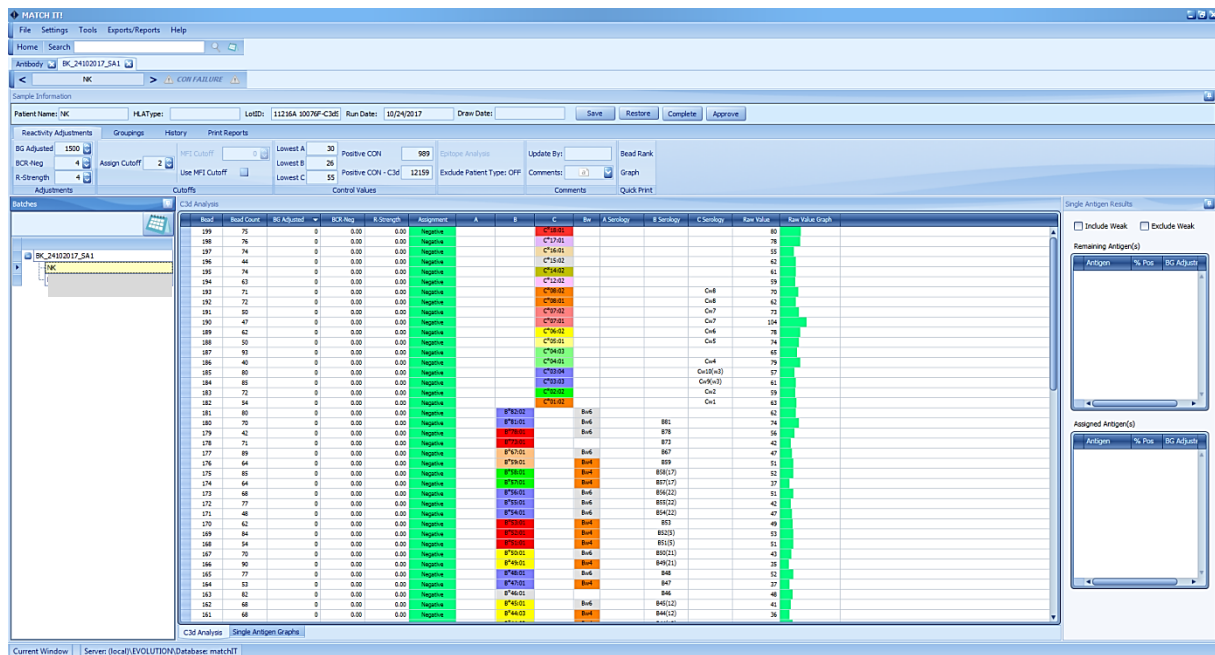 MATCH IT!
File Settings Tools Exports/Reports Help
Home Search
Antibody BK_24102017_SA1
< NK > CON FAILURE
Sample Information
Patient Name: NK HLAType: LotID: 11216A 10076F-C3dS Run Date: 10/24/2017 Draw Date: Save Restore Complete Approve
Reactivity Adjustments Groupings History Print Reports
BG Adjusted 1500 MFI Cutoff 0 Lowest A 30 Positive CON 989 Epitope Analysis Update By: Bead Rank
BCR-Neg 4 Assign Cutoff 2 Use MFI Cutoff Lowest B 26 Positive CON - C3d 12159 Exclude Patient Type: OFF Comments: Graph
R-Strength 4 Lowest C 55
Adjustments Cutoffs Control Values Comments Quick Print
Batches C3d Analysis Single Antigen Results
Bead Bead Count BG Adjusted BCR-Neg R-Strength Assignment A B C Bw A Serology B Serology C Serology Raw Value Raw Value Graph
Include Weak Exclude Weak
Remaining Antigen(s)
Antigen % Pos BG Adjust
Assigned Antigen(s)
Antigen % Pos BG Adjust
BK_24102017_SA1
NK
199 75 0 0.00 0.00 Negative C*18:01 80
198 76 0 0.00 0.00 Negative C*17:01 78
197 74 0 0.00 0.00 Negative C*16:01 55
196 44 0 0.00 0.00 Negative C*15:02 62
195 74 0 0.00 0.00 Negative C*14:02 61
194 63 0 0.00 0.00 Negative C*12:02 59
193 71 0 0.00 0.00 Negative C*08:02 Cw8 70
192 72 0 0.00 0.00 Negative C*08:01 Cw8 62
191 50 0 0.00 0.00 Negative C*07:02 Cw7 73
190 47 0 0.00 0.00 Negative C*07:01 Cw7 104
189 62 0 0.00 0.00 Negative C*06:02 Cw6 78
188 50 0 0.00 0.00 Negative C*05:01 Cw5 74
187 93 0 0.00 0.00 Negative C*04:03 65
186 40 0 0.00 0.00 Negative C*04:01 Cw4 79
185 80 0 0.00 0.00 Negative C*03:04 Cw10(w3) 57
184 85 0 0.00 0.00 Negative C*03:03 Cw9(w3) 61
183 72 0 0.00 0.00 Negative C*02:02 Cw2 59
182 54 0 0.00 0.00 Negative C*01:02 Cw1 63
181 80 0 0.00 0.00 Negative B*82:02 Bw6 62
180 70 0 0.00 0.00 Negative B*81:01 Bw6 B81 74
179 42 0 0.00 0.00 Negative B*78:01 Bw6 B78 56
178 71 0 0.00 0.00 Negative B*73:01 B73 42
177 89 0 0.00 0.00 Negative B*67:01 Bw6 B67 47
176 64 0 0.00 0.00 Negative B*59:01 Bw4 B59 51
175 85 0 0.00 0.00 Negative B*58:01 Bw4 B58(17) 52
174 64 0 0.00 0.00 Negative B*57:01 Bw4 B57(17) 37
173 68 0 0.00 0.00 Negative B*56:01 Bw6 B56(22) 51
172 77 0 0.00 0.00 Negative B*55:01 Bw6 B55(22) 42
171 48 0 0.00 0.00 Negative B*54:01 Bw6 B54(22) 47
170 62 0 0.00 0.00 Negative B*53:01 Bw4 B53 49
169 84 0 0.00 0.00 Negative B*52:01 Bw4 B52(5) 53
168 54 0 0.00 0.00 Negative B*51:01 Bw4 B51(5) 51
167 70 0 0.00 0.00 Negative B*50:01 Bw6 B50(21) 43
166 90 0 0.00 0.00 Negative B*49:01 Bw4 B49(21) 35
165 77 0 0.00 0.00 Negative B*48:01 Bw6 B48 52
164 53 0 0.00 0.00 Negative B*47:01 Bw4 B47 37
163 82 0 0.00 0.00 Negative B*46:01 B46 48
162 68 0 0.00 0.00 Negative B*45:01 Bw6 B45(12) 41
161 68 0 0.00 0.00 Negative B*44:03 Bw4 B44(12) 36
C3d Analysis Single Antigen Graphs
Current Window Server: (local)\EVOLUTION\Database: matchIT